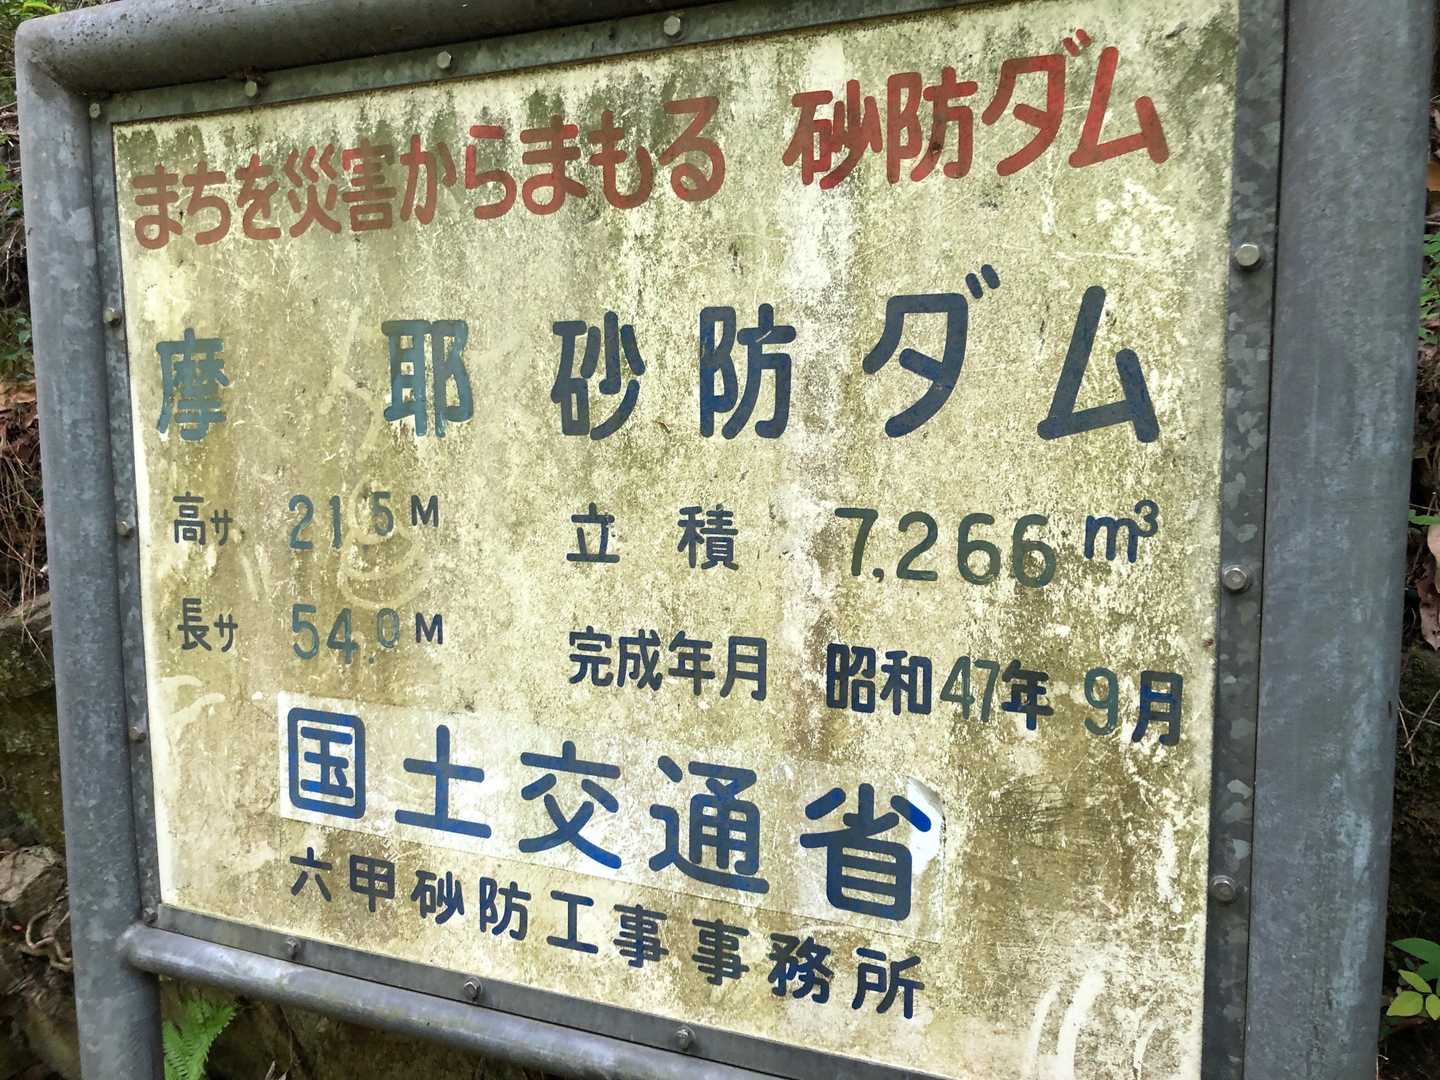 まちを災害からまもる 砂防ダム
摩耶砂防ダム
高サ 21.5M 立積 7,266m³
長サ 54.0M 完成年月 昭和47年9月
国土交通省
六甲砂防工事事務所